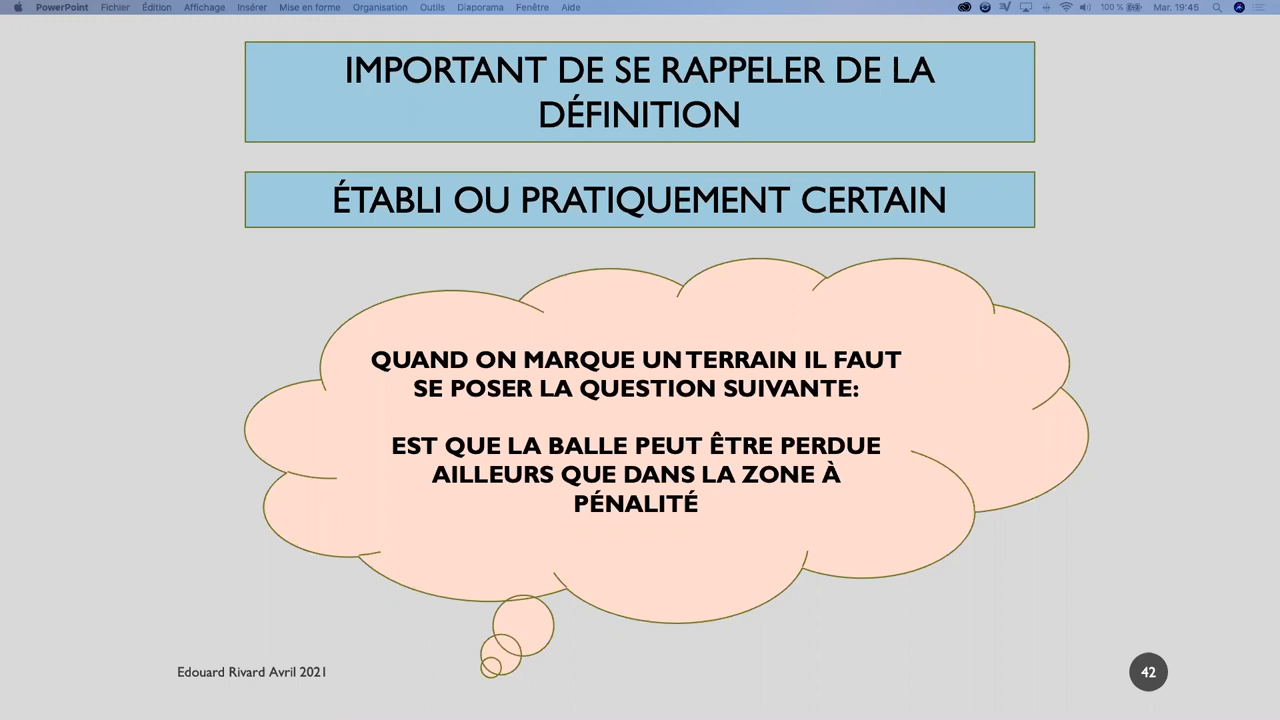 PowerPoint Fichier Édition Affichage Insérer Mise en forme Organisation Outils Diaporama Fenêtre Aide 100 % Mar. 19:45
IMPORTANT DE SE RAPPELER DE LA
DÉFINITION
ÉTABLI OU PRATIQUEMENT CERTAIN
QUAND ON MARQUE UN TERRAIN IL FAUT
SE POSER LA QUESTION SUIVANTE:
EST QUE LA BALLE PEUT ÊTRE PERDUE
AILLEURS QUE DANS LA ZONE À
PÉNALITÉ
Edouard Rivard Avril 2021
42